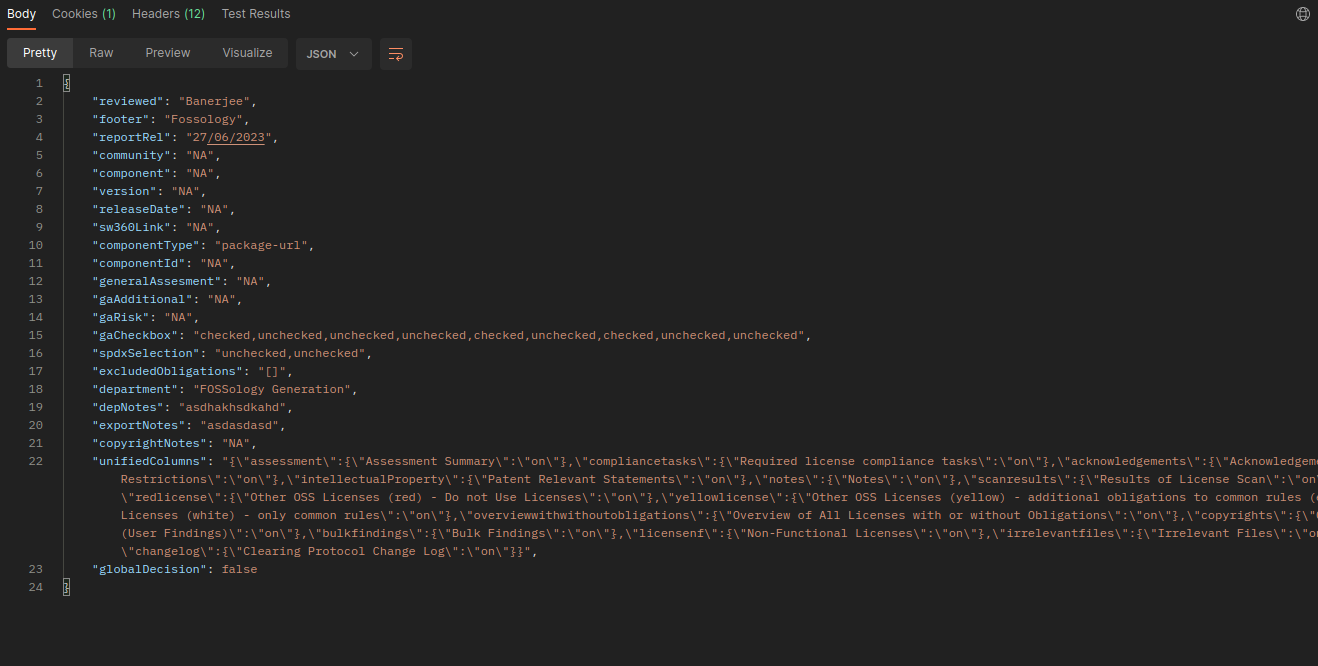 Body Cookies (1) Headers (12) Test Results
Pretty Raw Preview Visualize JSON
1 {
2 "reviewed": "Banerjee",
3 "footer": "Fossology",
4 "reportRel": "27/06/2023",
5 "community": "NA",
6 "component": "NA",
7 "version": "NA",
8 "releaseDate": "NA",
9 "sw360Link": "NA",
10 "componentType": "package-url",
11 "componentId": "NA",
12 "generalAssesment": "NA",
13 "gaAdditional": "NA",
14 "gaRisk": "NA",
15 "gaCheckbox": "checked,unchecked,unchecked,unchecked,checked,unchecked,checked,unchecked,unchecked",
16 "spdxSelection": "unchecked,unchecked",
17 "excludedObligations": "[]",
18 "department": "FOSSology Generation",
19 "depNotes": "asdhakhsdkahd",
20 "exportNotes": "asdasdasd",
21 "copyrightNotes": "NA",
22 "unifiedColumns": "{\"assessment\":{\"Assessment Summary\":\"on\"},\"compliancetasks\":{\"Required license compliance tasks\":\"on\"},\"acknowledgements\":{\"Acknowledgeme
Restrictions\":\"on\"},\"intellectualProperty\":{\"Patent Relevant Statements\":\"on\"},\"notes\":{\"Notes\":\"on\"},\"scanresults\":{\"Results of License Scan\":\"on
\"redlicense\":{\"Other OSS Licenses (red) - Do not Use Licenses\":\"on\"},\"yellowlicense\":{\"Other OSS Licenses (yellow) - additional obligations to common rules (
Licenses (white) - only common rules\":\"on\"},\"overviewwithwithoutobligations\":{\"Overview of All Licenses with or without Obligations\":\"on\"},\"copyrights\":{\"
(User Findings)\":\"on\"},\"bulkfindings\":{\"Bulk Findings\":\"on\"},\"licensenf\":{\"Non-Functional Licenses\":\"on\"},\"irrelevantfiles\":{\"Irrelevant Files\":\"on
\"changelog\":{\"Clearing Protocol Change Log\":\"on\"}}",
23 "globalDecision": false
24 }